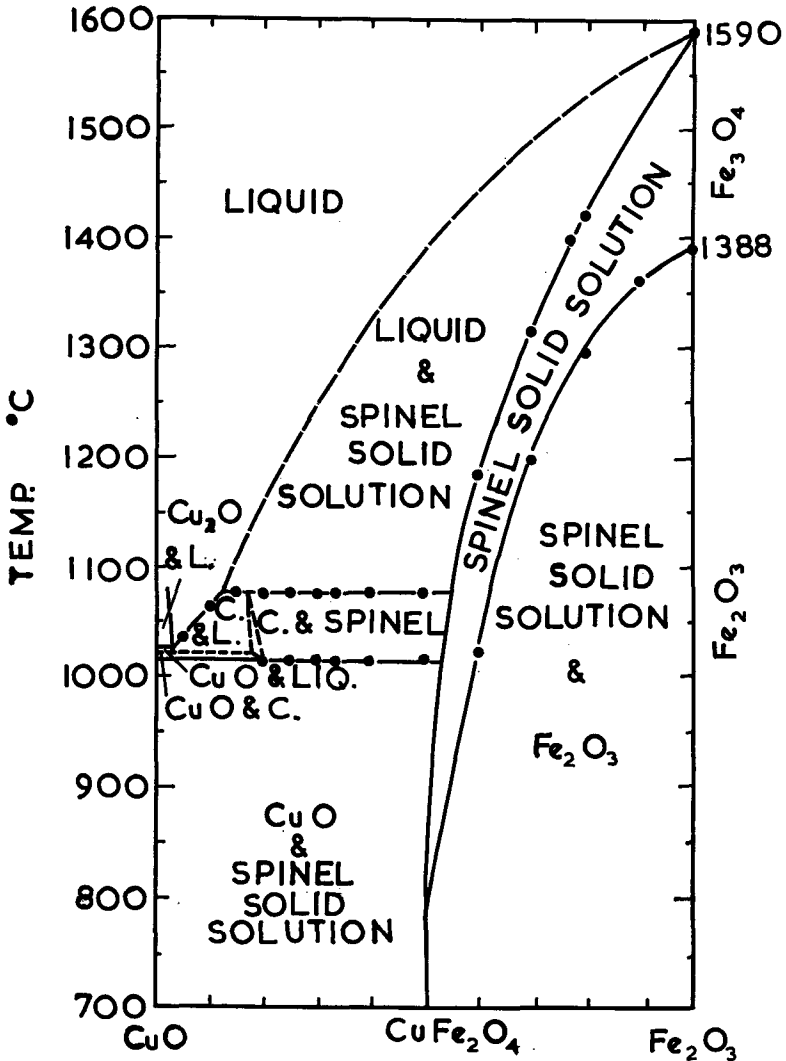 1600
1590
1500
Fe₃O₄
LIQUID
1400
1388
SPINEL SOLID SOLUTION
1300
LIQUID
&
SPINEL
SOLID
SOLUTION
TEMP. °C
1200
Cu₂O
& L.
SPINEL
SOLID
SOLUTION
&
Fe₂O₃
Fe₂O₃
1100
C.
& L.
C. & SPINEL
1000
CuO & LIQ.
CuO & C.
900
CuO
&
SPINEL
SOLID
SOLUTION
800
700
CuO
CuFe₂O₄
Fe₂O₃